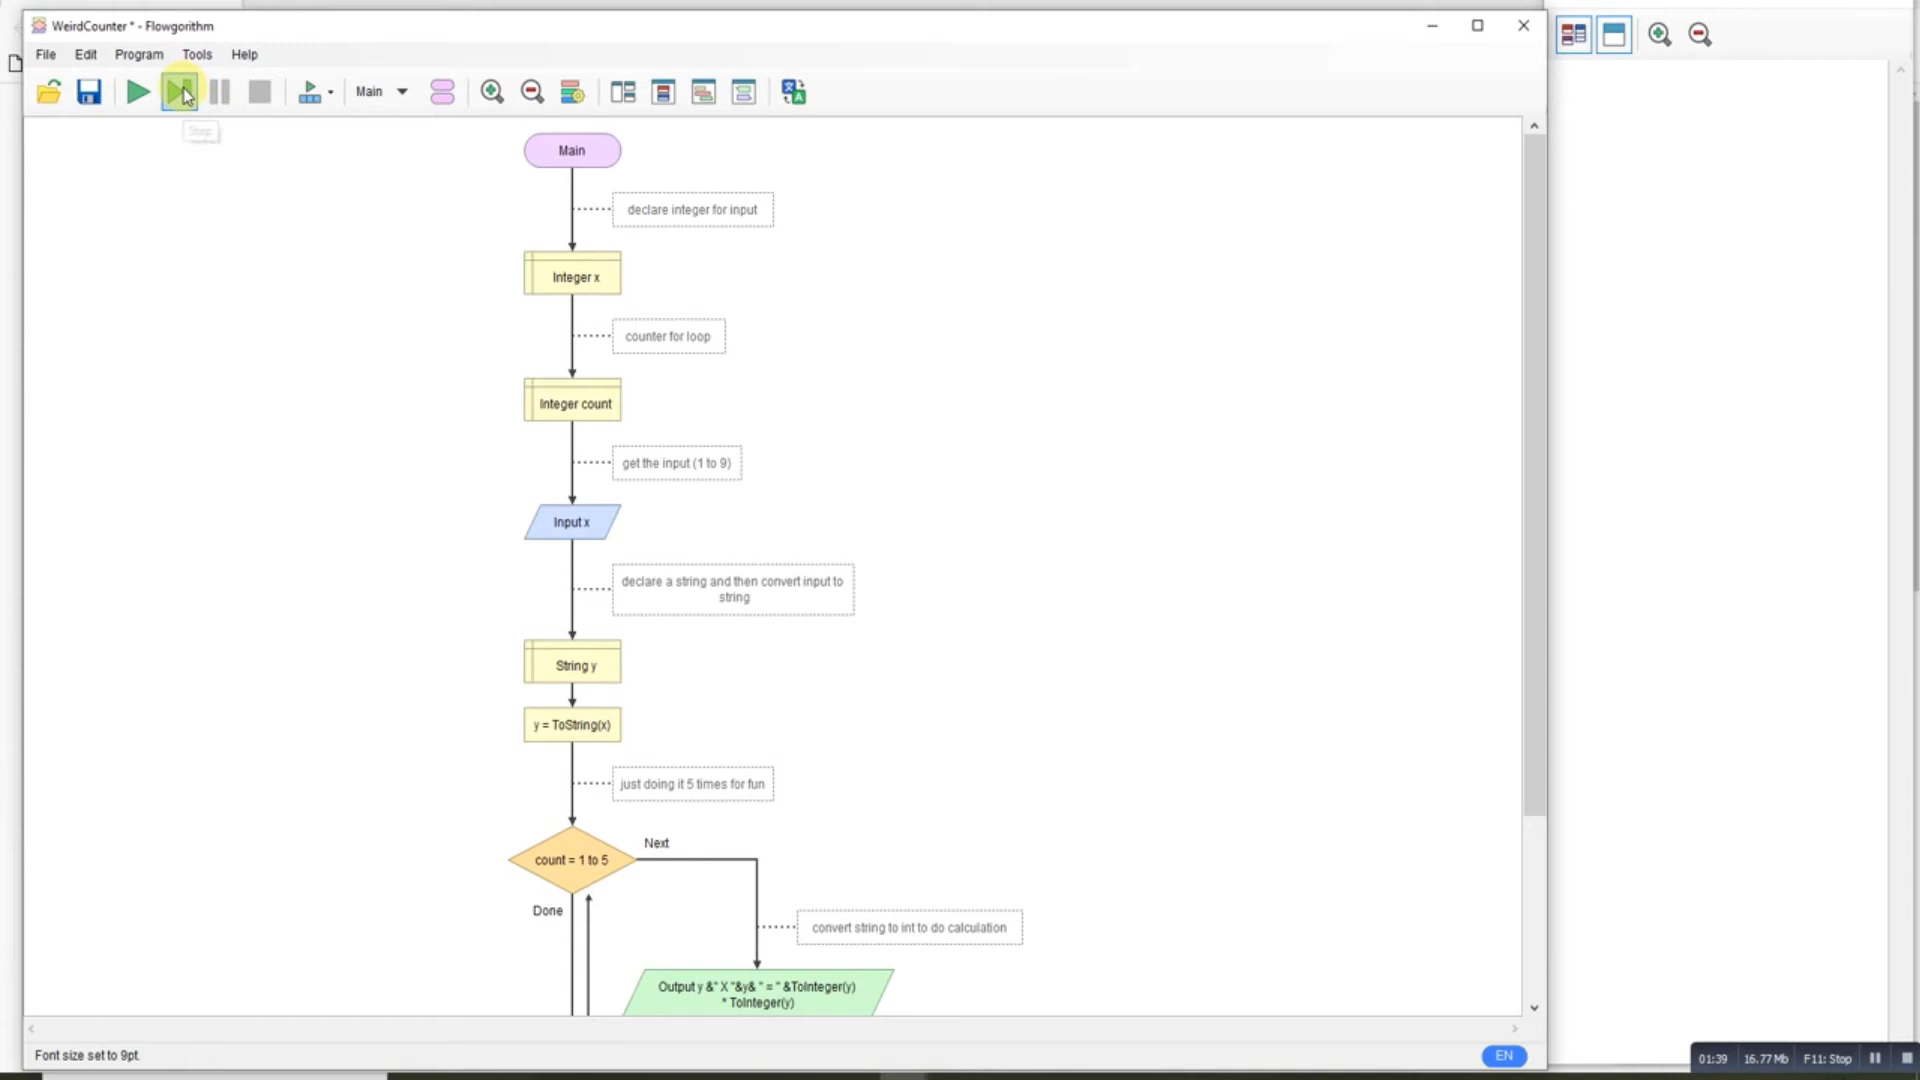 WeirdCounter * - Flowgorithm
File Edit Program Tools Help
Main
Step
Main
declare integer for input
Integer x
counter for loop
Integer count
get the input (1 to 9)
Input x
declare a string and then convert input to
string
String y
y = ToString(x)
just doing it 5 times for fun
Next
count = 1 to 5
Done
convert string to int to do calculation
Output y &" X "&y& " = " &ToInteger(y)
* ToInteger(y)
Font size set to 9pt.
EN
01:39 16.77 Mb F11: Stop